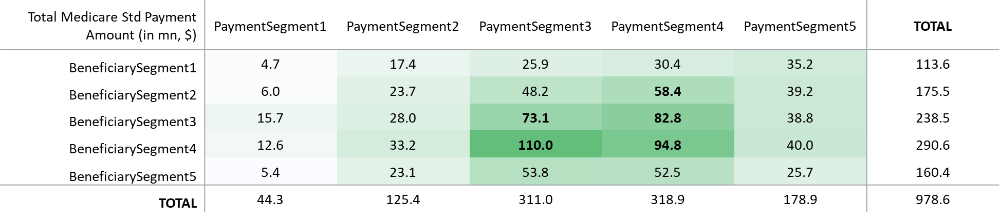 Total Medicare Std Payment
Amount (in mn, $) PaymentSegment1 PaymentSegment2 PaymentSegment3 PaymentSegment4 PaymentSegment5 TOTAL
BeneficiarySegment1 4.7 17.4 25.9 30.4 35.2 113.6
BeneficiarySegment2 6.0 23.7 48.2 58.4 39.2 175.5
BeneficiarySegment3 15.7 28.0 73.1 82.8 38.8 238.5
BeneficiarySegment4 12.6 33.2 110.0 94.8 40.0 290.6
BeneficiarySegment5 5.4 23.1 53.8 52.5 25.7 160.4
TOTAL 44.3 125.4 311.0 318.9 178.9 978.6